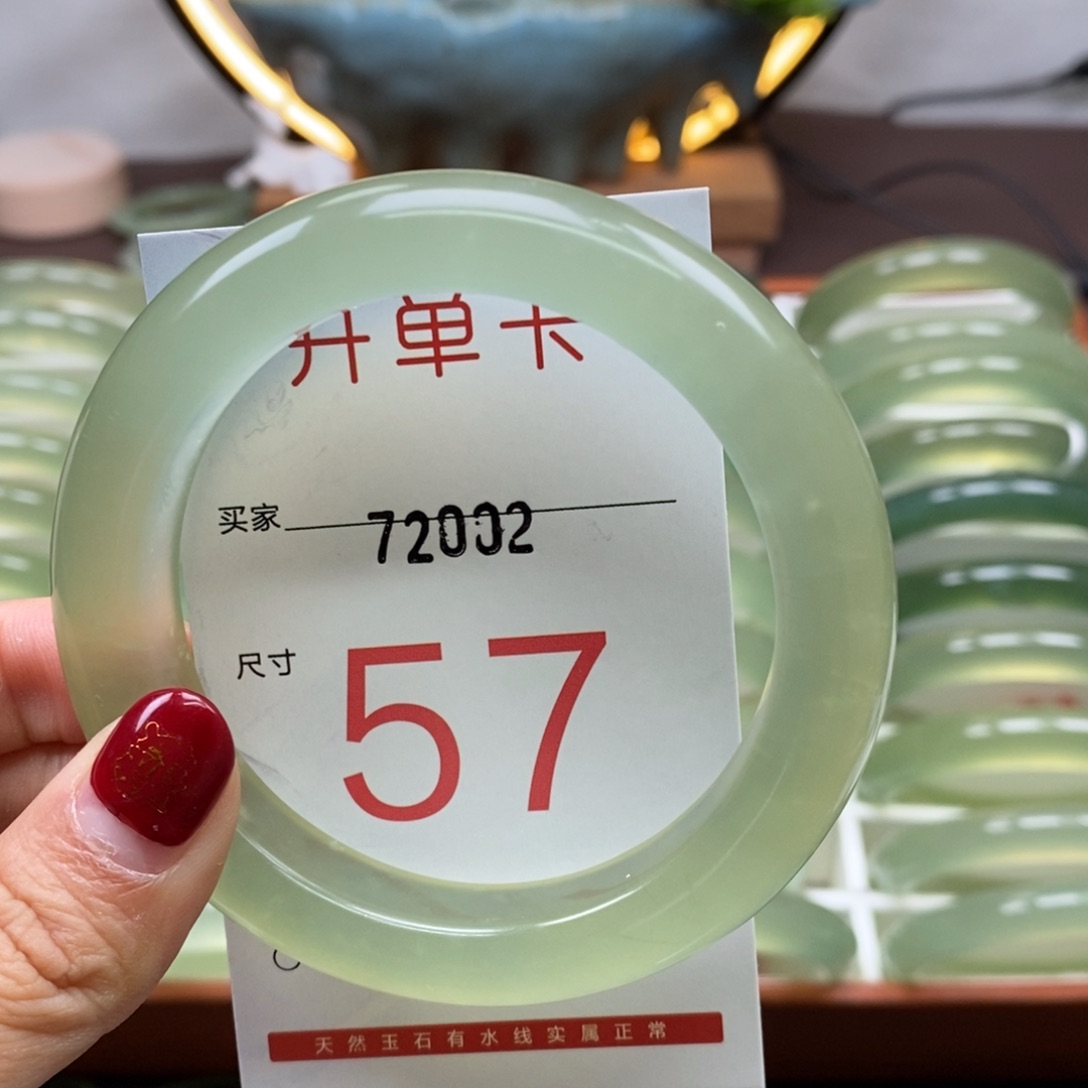 开单卡
买家 72002
尺寸 57
天然玉石有水线实属正常